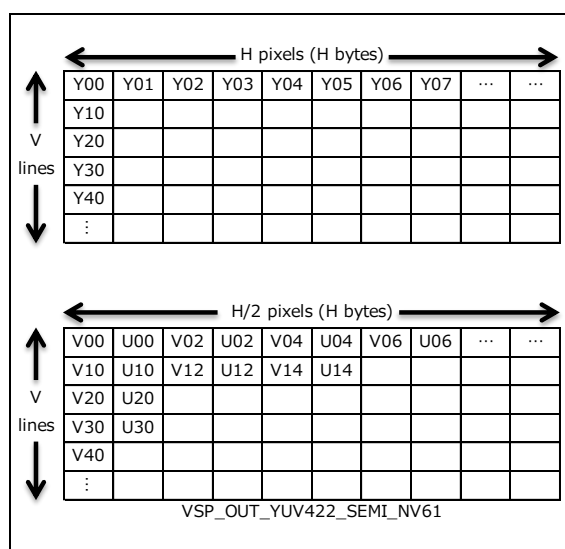 H pixels (H bytes)
V
lines
Y00 Y01 Y02 Y03 Y04 Y05 Y06 Y07 … …
Y10
Y20
Y30
Y40
⋮
H/2 pixels (H bytes)
V
lines
V00 U00 V02 U02 V04 U04 V06 U06 … …
V10 U10 V12 U12 V14 U14
V20 U20
V30 U30
V40
⋮
VSP_OUT_YUV422_SEMI_NV61